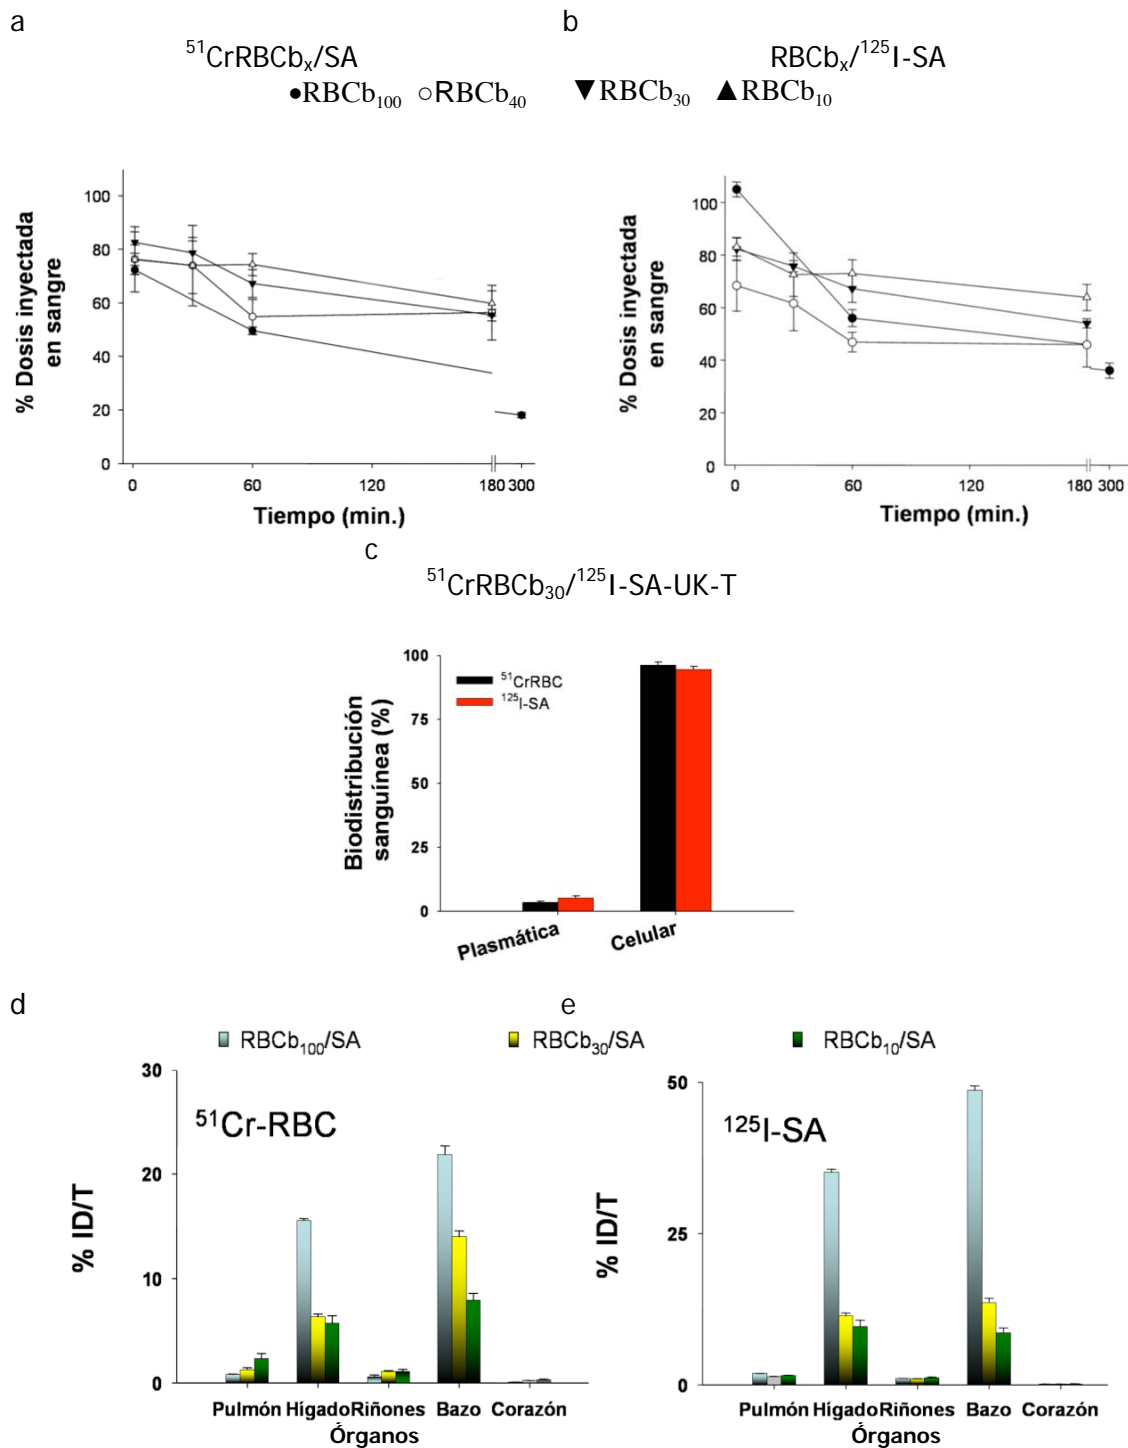 a
b
⁵¹CrRBCbₓ/SA
RBCbₓ/¹²⁵I-SA
●RBCb₁₀₀ ○RBCb₄₀ ▼RBCb₃₀ ▲RBCb₁₀
% Dosis inyectada
en sangre
100
80
60
40
20
0
0 60 120 180 300
Tiempo (min.)
% Dosis inyectada
en sangre
100
80
60
40
20
0
0 60 120 180 300
Tiempo (min.)
c
⁵¹CrRBCb₃₀/¹²⁵I-SA-UK-T
Biodistribución
sanguínea (%)
100
75
50
25
0
⁵¹CrRBC
¹²⁵I-SA
Plasmática Celular
d
e
RBCb₁₀₀/SA RBCb₃₀/SA RBCb₁₀/SA
⁵¹Cr-RBC
% ID/T
30
20
10
0
Pulmón Hígado Riñones Bazo Corazón
Órganos
¹²⁵I-SA
% ID/T
50
25
0
Pulmón Hígado Riñones Bazo Corazón
Órganos